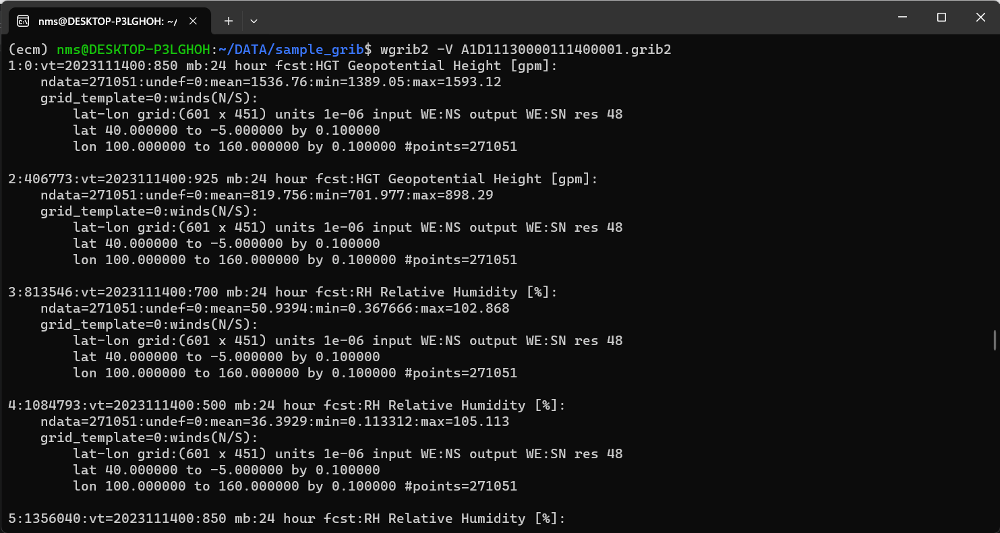 nms@DESKTOP-P3LGHOH: ~/
(ecm) nms@DESKTOP-P3LGHOH:~/DATA/sample_grib$ wgrib2 -V A1D11130000111400001.grib2
1:0:vt=2023111400:850 mb:24 hour fcst:HGT Geopotential Height [gpm]:
    ndata=271051:undef=0:mean=1536.76:min=1389.05:max=1593.12
    grid_template=0:winds(N/S):
        lat-lon grid:(601 x 451) units 1e-06 input WE:NS output WE:SN res 48
        lat 40.000000 to -5.000000 by 0.100000
        lon 100.000000 to 160.000000 by 0.100000 #points=271051

2:406773:vt=2023111400:925 mb:24 hour fcst:HGT Geopotential Height [gpm]:
    ndata=271051:undef=0:mean=819.756:min=701.977:max=898.29
    grid_template=0:winds(N/S):
        lat-lon grid:(601 x 451) units 1e-06 input WE:NS output WE:SN res 48
        lat 40.000000 to -5.000000 by 0.100000
        lon 100.000000 to 160.000000 by 0.100000 #points=271051

3:813546:vt=2023111400:700 mb:24 hour fcst:RH Relative Humidity [%]:
    ndata=271051:undef=0:mean=50.9394:min=0.367666:max=102.868
    grid_template=0:winds(N/S):
        lat-lon grid:(601 x 451) units 1e-06 input WE:NS output WE:SN res 48
        lat 40.000000 to -5.000000 by 0.100000
        lon 100.000000 to 160.000000 by 0.100000 #points=271051

4:1084793:vt=2023111400:500 mb:24 hour fcst:RH Relative Humidity [%]:
    ndata=271051:undef=0:mean=36.3929:min=0.113312:max=105.113
    grid_template=0:winds(N/S):
        lat-lon grid:(601 x 451) units 1e-06 input WE:NS output WE:SN res 48
        lat 40.000000 to -5.000000 by 0.100000
        lon 100.000000 to 160.000000 by 0.100000 #points=271051

5:1356040:vt=2023111400:850 mb:24 hour fcst:RH Relative Humidity [%]: